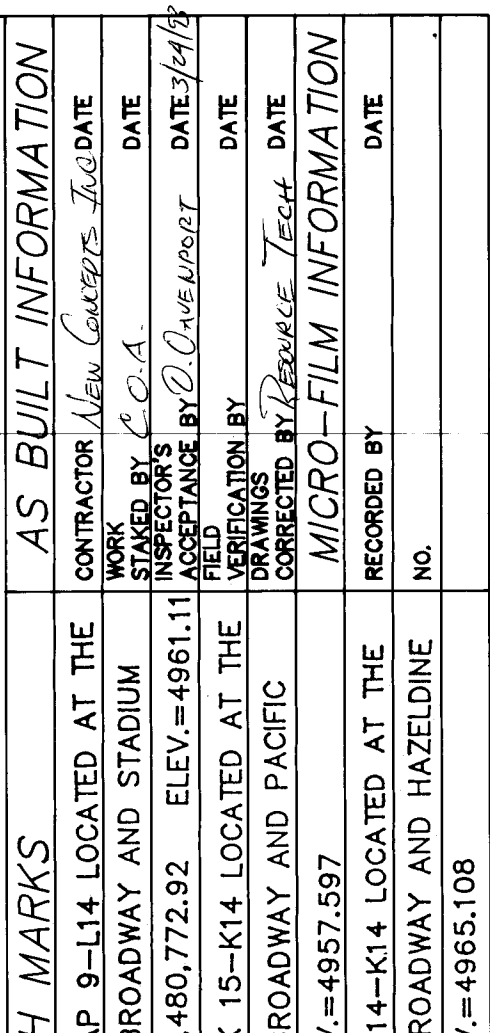 AS BUILT INFORMATION
CONTRACTOR New Concepts Inc DATE
WORK
STAKED BY C.O.A. DATE
INSPECTOR'S
ACCEPTANCE BY D. Davenport DATE 3/24/
FIELD
VERIFICATION BY DATE
DRAWINGS
CORRECTED BY Resource Tech DATE
MICRO-FILM INFORMATION
RECORDED BY DATE
NO.
H MARKS
AP 9-L14 LOCATED AT THE
BROADWAY AND STADIUM
,480,772.92 ELEV.=4961.11
K 15-K14 LOCATED AT THE
ROADWAY AND PACIFIC
V.=4957.597
14-K14 LOCATED AT THE
ROADWAY AND HAZELDINE
V.=4965.108